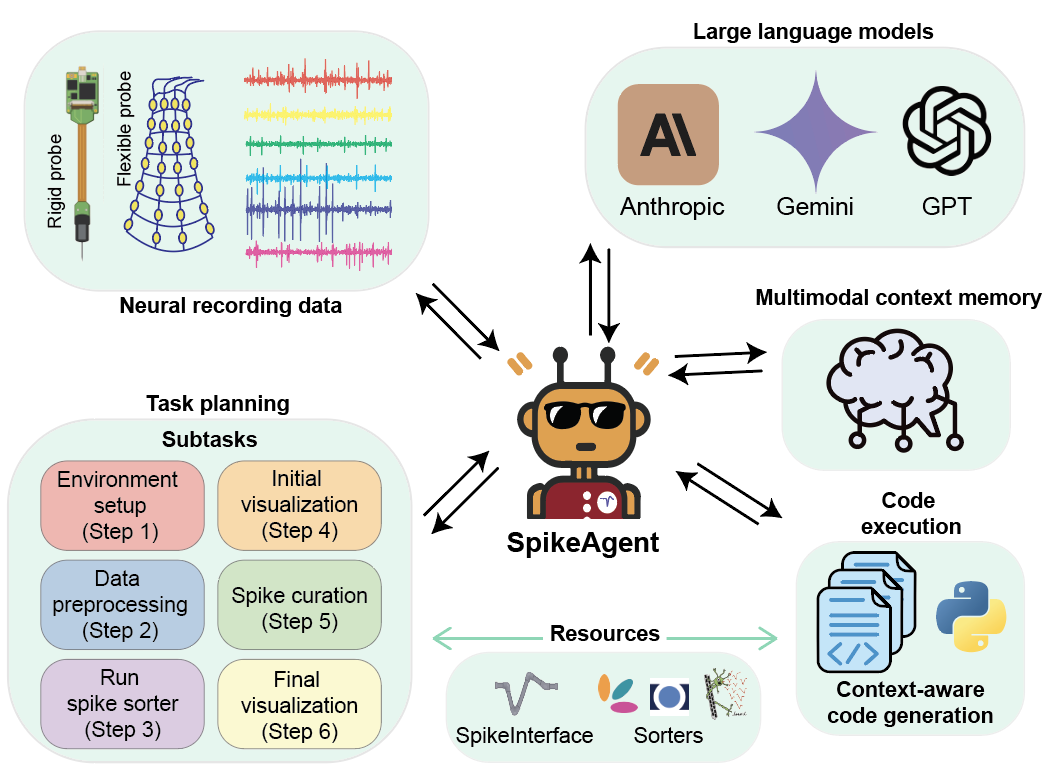 Rigid probe
Flexible probe
Neural recording data
Large language models
Anthropic
Gemini
GPT
Multimodal context memory
SpikeAgent
Task planning
Subtasks
Environment
setup
(Step 1)
Initial
visualization
(Step 4)
Data
preprocessing
(Step 2)
Spike curation
(Step 5)
Run
spike sorter
(Step 3)
Final
visualization
(Step 6)
Resources
SpikeInterface
Sorters
Code
execution
</>
Context-aware
code generation